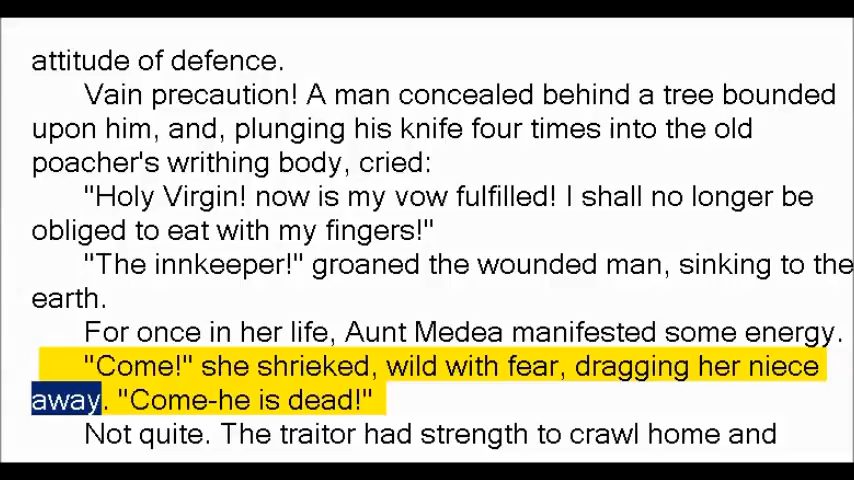 attitude of defence.
Vain precaution! A man concealed behind a tree bounded
upon him, and, plunging his knife four times into the old
poacher's writhing body, cried:
"Holy Virgin! now is my vow fulfilled! I shall no longer be
obliged to eat with my fingers!"
"The innkeeper!" groaned the wounded man, sinking to the
earth.
For once in her life, Aunt Medea manifested some energy.
"Come!" she shrieked, wild with fear, dragging her niece
away. "Come-he is dead!"
Not quite. The traitor had strength to crawl home and